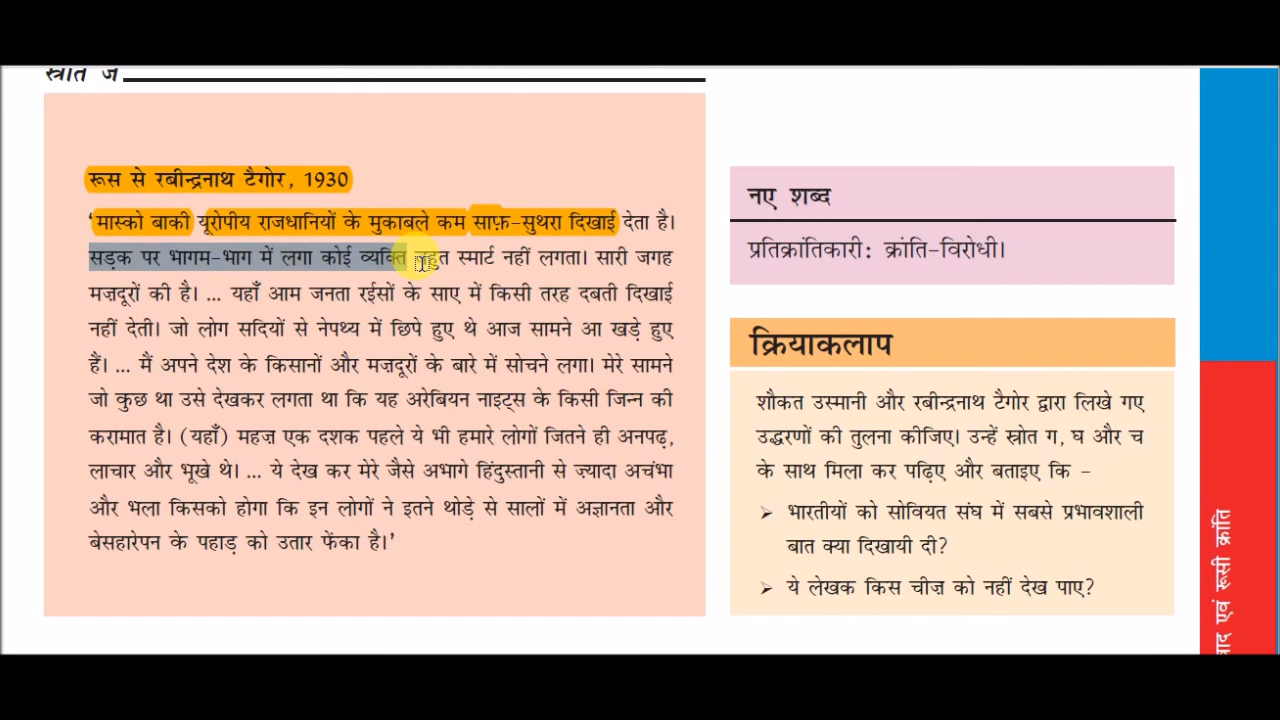 स्रोत ज
रूस से रबीन्द्रनाथ टैगोर, 1930
'मास्को बाकी यूरोपीय राजधानियों के मुकाबले कम साफ़-सुथरा दिखाई देता है।
सड़क पर भागम-भाग में लगा कोई व्यक्ति बहुत स्मार्ट नहीं लगता। सारी जगह
मज़दूरों की है। ... यहाँ आम जनता रईसों के साए में किसी तरह दबती दिखाई
नहीं देती। जो लोग सदियों से नेपथ्य में छिपे हुए थे आज सामने आ खड़े हुए
हैं। ... मैं अपने देश के किसानों और मज़दूरों के बारे में सोचने लगा। मेरे सामने
जो कुछ था उसे देखकर लगता था कि यह अरेबियन नाइट्स के किसी जिन्न की
करामात है। (यहाँ) महज़ एक दशक पहले ये भी हमारे लोगों जितने ही अनपढ़,
लाचार और भूखे थे। ... ये देख कर मेरे जैसे अभागे हिंदुस्तानी से ज़्यादा अचंभा
और भला किसको होगा कि इन लोगों ने इतने थोड़े से सालों में अज्ञानता और
बेसहारेपन के पहाड़ को उतार फेंका है।'
नए शब्द
प्रतिक्रांतिकारी: क्रांति-विरोधी।
क्रियाकलाप
शौकत उस्मानी और रबीन्द्रनाथ टैगोर द्वारा लिखे गए
उद्धरणों की तुलना कीजिए। उन्हें स्रोत ग, घ और च
के साथ मिला कर पढ़िए और बताइए कि -
➢ भारतीयों को सोवियत संघ में सबसे प्रभावशाली
बात क्या दिखायी दी?
➢ ये लेखक किस चीज़ को नहीं देख पाए?
वाद एवं रूसी क्रांति